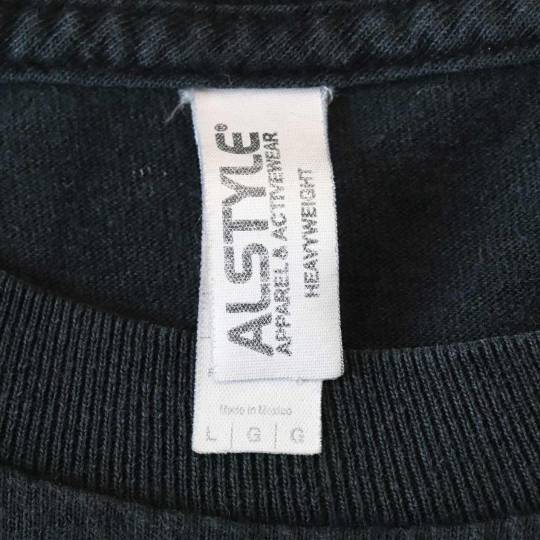 ALSTYLE®
APPAREL & ACTIVEWEAR
HEAVYWEIGHT
Made in Mexico
L | G | G